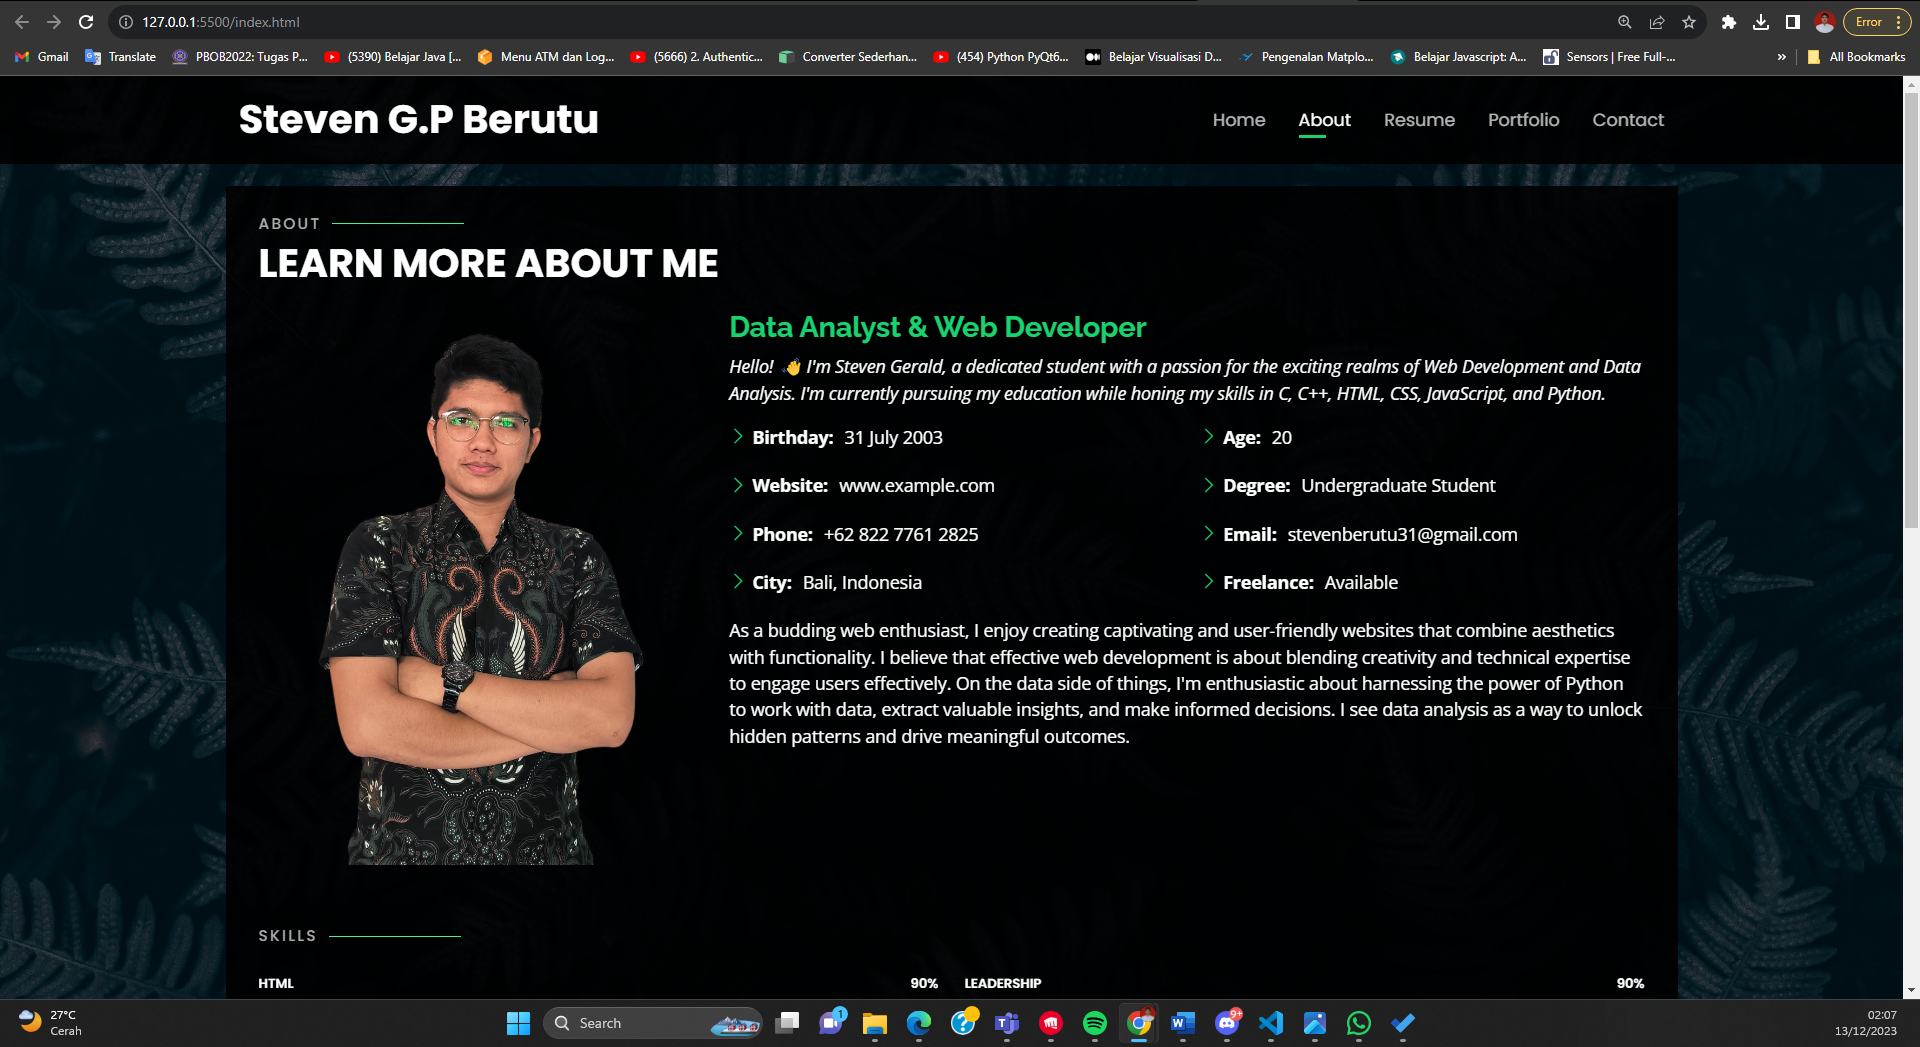 127.0.0.1:5500/index.html
Error
Gmail
Translate
PBOB2022: Tugas P...
(5390) Belajar Java [...
Menu ATM dan Log...
(5666) 2. Authentic...
Converter Sederhan...
(454) Python PyQt6...
Belajar Visualisasi D...
Pengenalan Matplo...
Belajar Javascript: A...
Sensors | Free Full-...
»
All Bookmarks
Steven G.P Berutu
Home About Resume Portfolio Contact
ABOUT
LEARN MORE ABOUT ME
Data Analyst & Web Developer
Hello! 👋 I'm Steven Gerald, a dedicated student with a passion for the exciting realms of Web Development and Data
Analysis. I'm currently pursuing my education while honing my skills in C, C++, HTML, CSS, JavaScript, and Python.
Birthday: 31 July 2003
Age: 20
Website: www.example.com
Degree: Undergraduate Student
Phone: +62 822 7761 2825
Email: stevenberutu31@gmail.com
City: Bali, Indonesia
Freelance: Available
As a budding web enthusiast, I enjoy creating captivating and user-friendly websites that combine aesthetics
with functionality. I believe that effective web development is about blending creativity and technical expertise
to engage users effectively. On the data side of things, I'm enthusiastic about harnessing the power of Python
to work with data, extract valuable insights, and make informed decisions. I see data analysis as a way to unlock
hidden patterns and drive meaningful outcomes.
SKILLS
HTML 90%
LEADERSHIP 90%
27°C
Cerah
Search
1
9+
02:07
13/12/2023